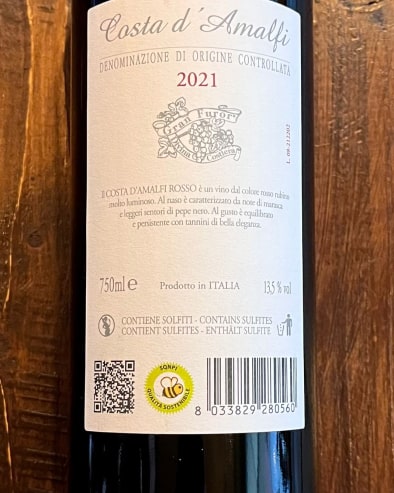 Costa d'Amalfi
DENOMINAZIONE DI ORIGINE CONTROLLATA
2021
Gran Furor
Divina Costiera
L. 08-211202
Il COSTA D'AMALFI ROSSO è un vino dal colore rosso rubino
molto luminoso. Al naso è caratterizzato da note di marasca
e leggeri sentori di pepe nero. Al gusto è equilibrato
e persistente con tannini di bella eleganza.
750ml e Prodotto in ITALIA 13,5 % vol
CONTIENE SOLFITI - CONTAINS SULFITES
CONTIENT SULFITES - ENTHÄLT SULFITE
SQNPI
QUALITÀ SOSTENIBILE
8 033829 280560